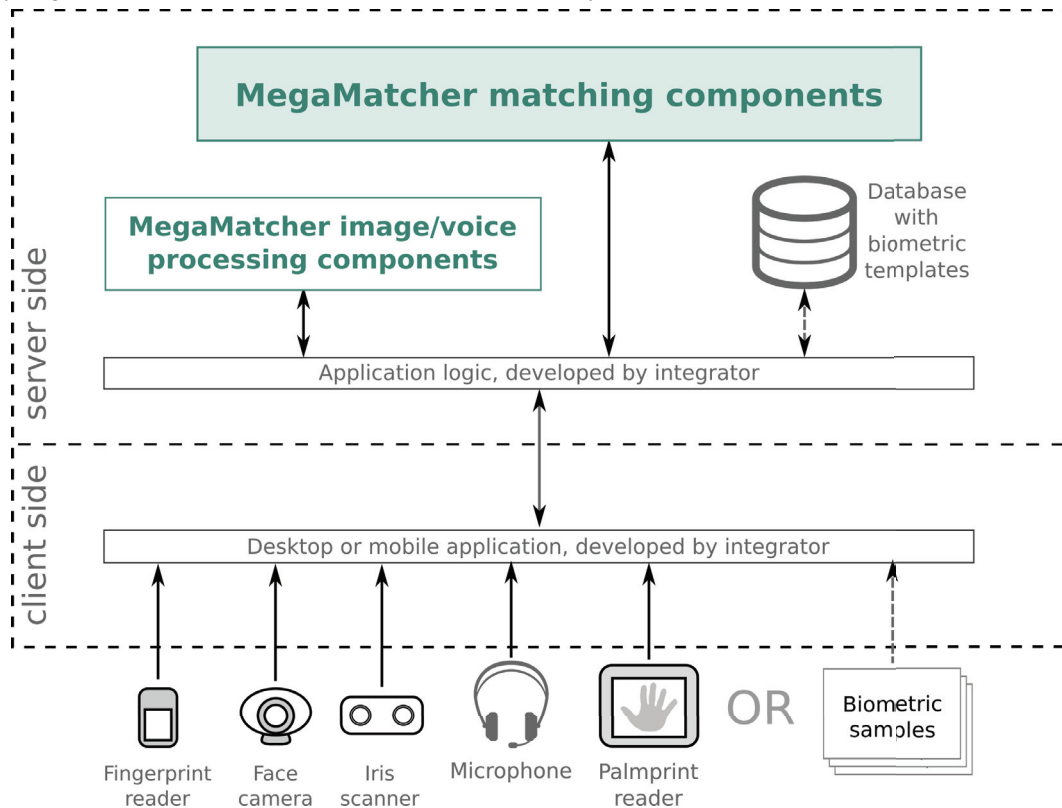 MegaMatcher matching components
MegaMatcher image/voice
processing components
Database
with
biometric
templates
server side
Application logic, developed by integrator
client side
Desktop or mobile application, developed by integrator
OR
Biometric
samples
Fingerprint
reader
Face
camera
Iris
scanner
Microphone
Palmprint
reader